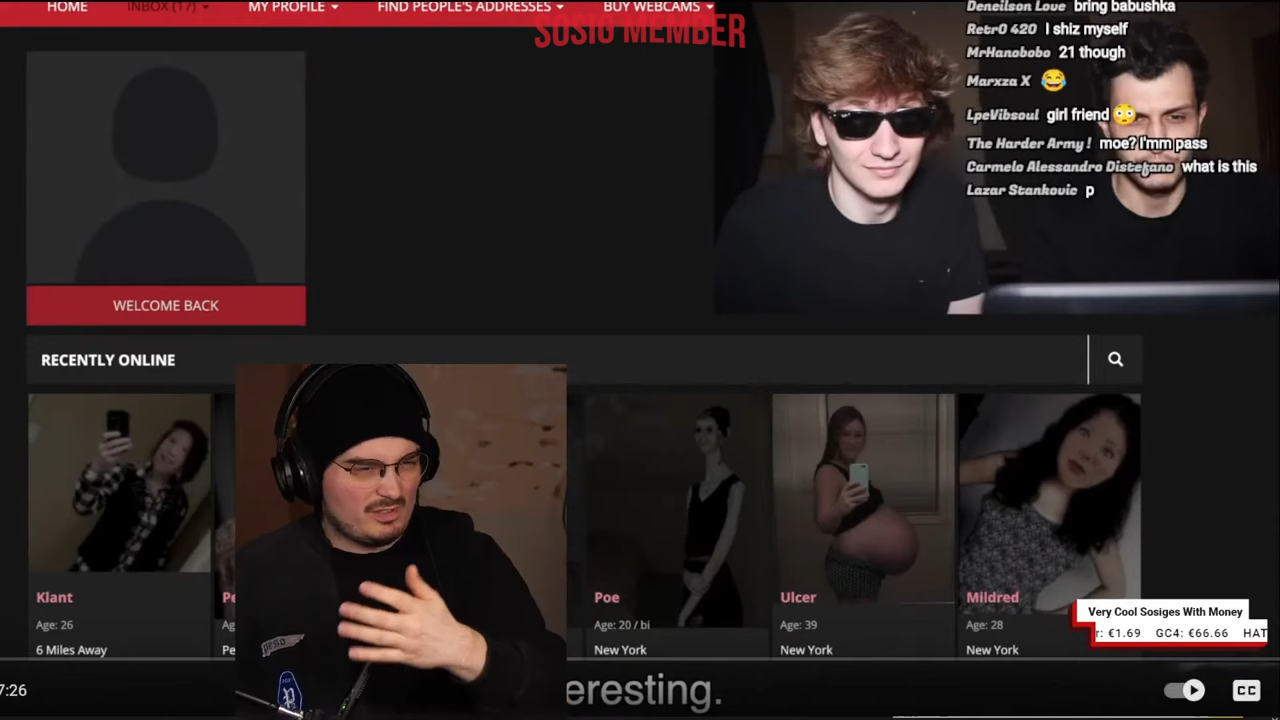 HOME
INBOX (17)
MY PROFILE
FIND PEOPLE'S ADDRESSES
BUY WEBCAMS
SOSIG MEMBER
Deneilson Love bring babushka
Retr0 420 I shiz myself
MrHanobobo 21 though
Marxza X 😂
LpeVibsoul girl friend 😳
The Harder Army ! moe? I'mm pass
Carmelo Alessandro Distefano what is this
Lazar Stankovic p
WELCOME BACK
RECENTLY ONLINE
Klant
Age: 26
6 Miles Away
Pe
Ag
Pe
Poe
Age: 20 / bi
New York
Ulcer
Age: 39
New York
Mildred
Age: 28
New York
Very Cool Sosiges With Money
r: €1.69 GC4: €66.66 HAT
7:26
eresting.
CC